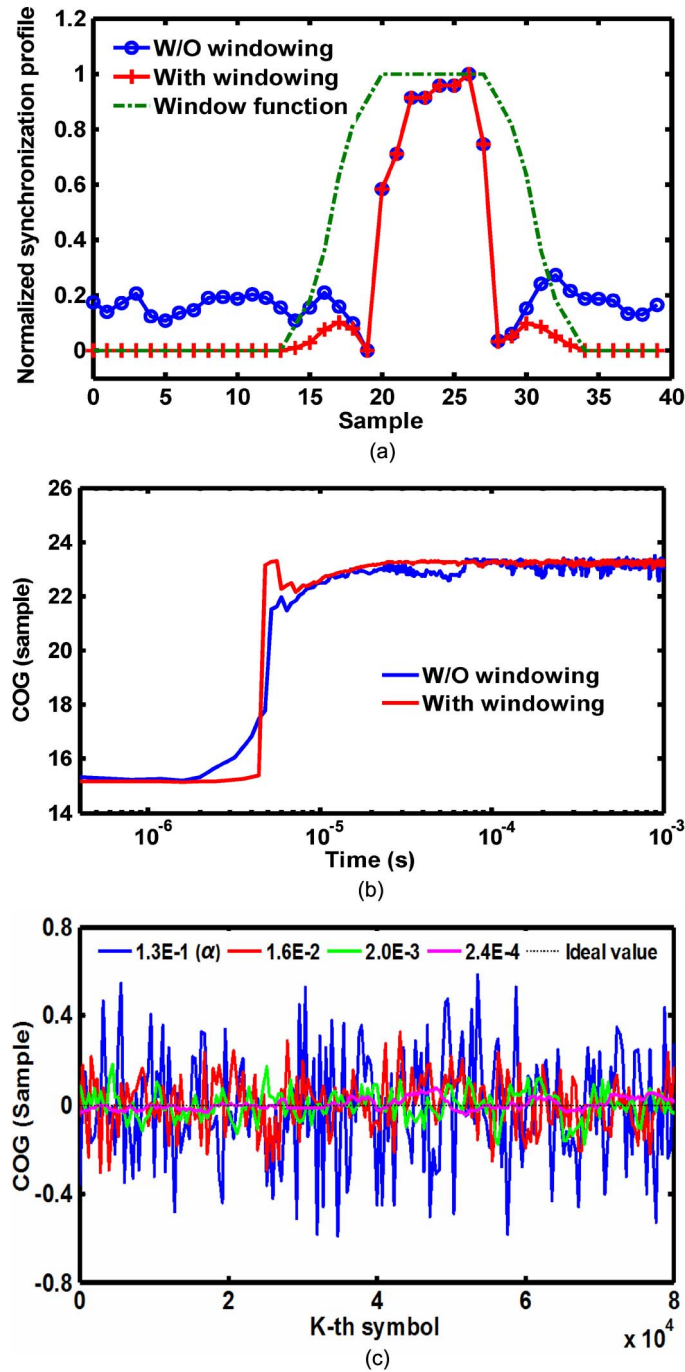 Normalized synchronization profile
1.2
1
0.8
0.6
0.4
0.2
0
W/O windowing
With windowing
Window function
0 5 10 15 20 25 30 35 40
Sample
(a)
COG (sample)
26
24
22
20
18
16
14
W/O windowing
With windowing
10-6 10-5 10-4 10-3
Time (s)
(b)
COG (Sample)
0.8
0.4
0
-0.4
-0.8
1.3E-1 (α) 1.6E-2 2.0E-3 2.4E-4 Ideal value
0 2 4 6 8
K-th symbol
x 104
(c)